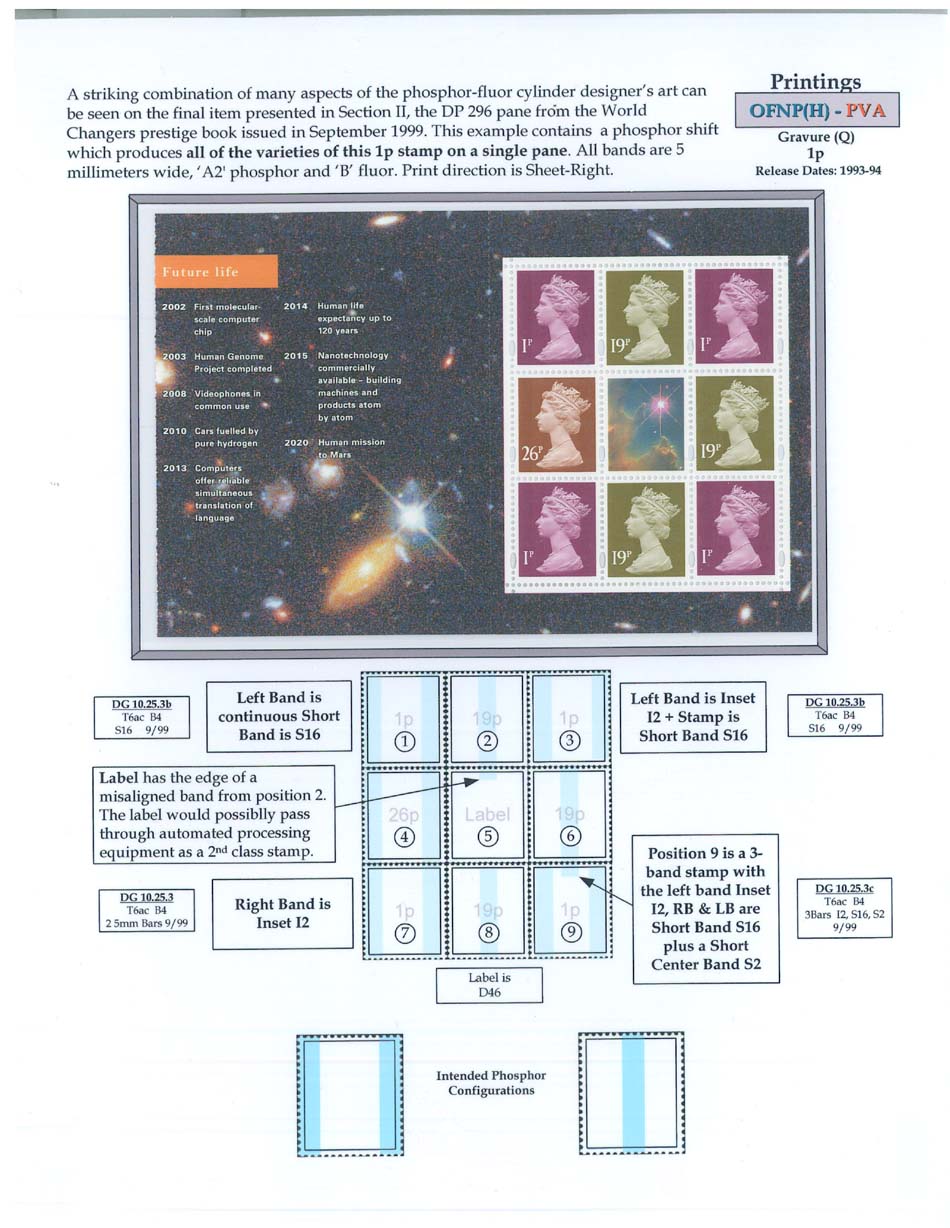 A striking combination of many aspects of the phosphor-fluor cylinder designer's art can
be seen on the final item presented in Section II, the DP 296 pane from the World
Changers prestige book issued in September 1999. This example contains a phosphor shift
which produces all of the varieties of this 1p stamp on a single pane. All bands are 5
millimeters wide, 'A2' phosphor and 'B' fluor. Print direction is Sheet-Right.
Printings
OFNP(H) - PVA
Gravure (Q)
1p
Release Dates: 1993-94
Future life
2002 First molecular-
scale computer
chip
2003 Human Genome
Project completed
2008 Videophones in
common use
2010 Cars fuelled by
pure hydrogen
2013 Computers
offer reliable
simultaneous
translation of
language
2014 Human life
expectancy up to
120 years
2015 Nanotechnology
commercially
available – building
machines and
products atom
by atom
2020 Human mission
to Mars
1P
19P
1P
26P
19P
1P
19P
1P
DG 10.25.3b
T6ac B4
S16 9/99
Left Band is
continuous Short
Band is S16
1p
1
19p
2
1p
3
Left Band is Inset
I2 + Stamp is
Short Band S16
DG 10.25.3b
T6ac B4
S16 9/99
Label has the edge of a
misaligned band from position 2.
The label would possiblly pass
through automated processing
equipment as a 2nd class stamp.
26p
4
Label
5
19p
6
DG 10.25.3
T6ac B4
2 5mm Bars 9/99
Right Band is
Inset I2
1p
7
19p
8
1p
9
Position 9 is a 3-
band stamp with
the left band Inset
I2, RB & LB are
Short Band S16
plus a Short
Center Band S2
DG 10.25.3c
T6ac B4
3Bars I2, S16, S2
9/99
Label is
D46
Intended Phosphor
Configurations